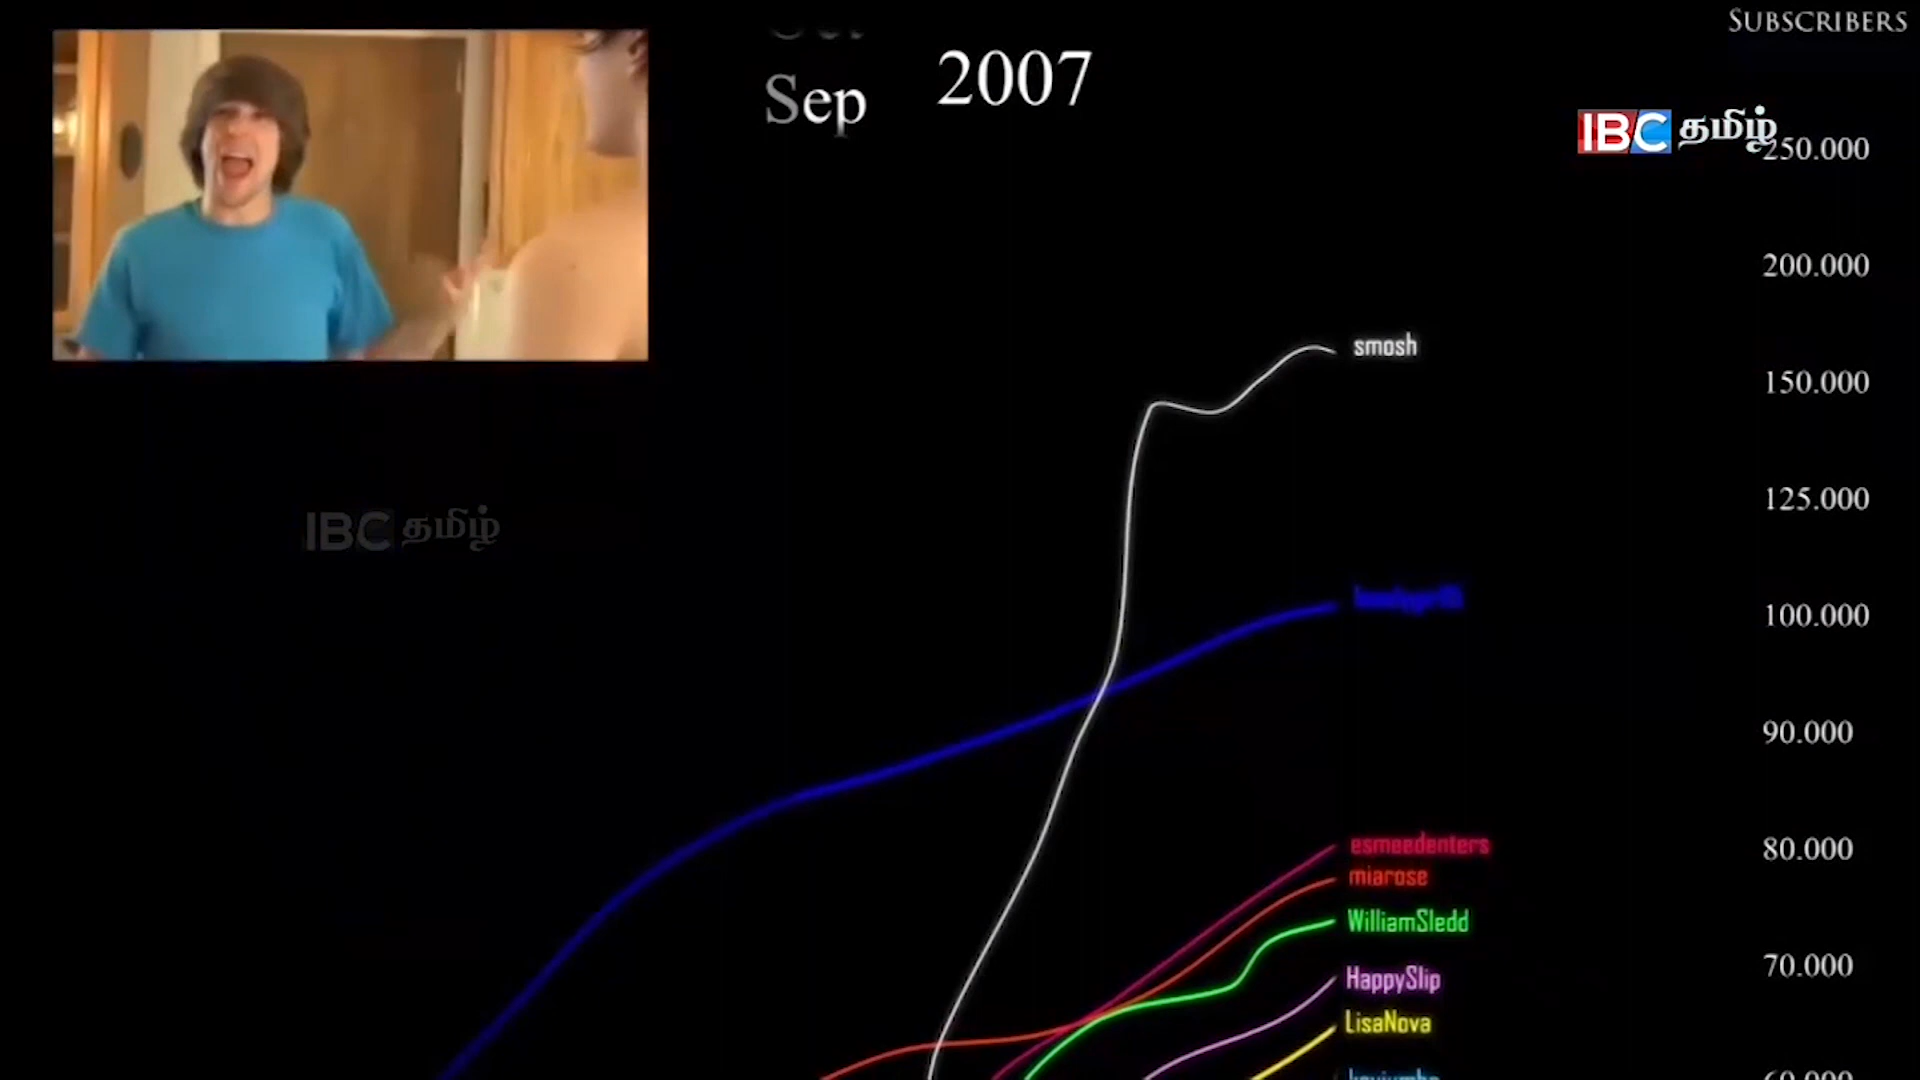 SUBSCRIBERS
Sep 2007
IBC தமிழ்
250.000
200.000
smosh
150.000
125.000
IBC தமிழ்
100.000
90.000
esmeedenters
80.000
miarose
WilliamSledd
70.000
HappySlip
LisaNova